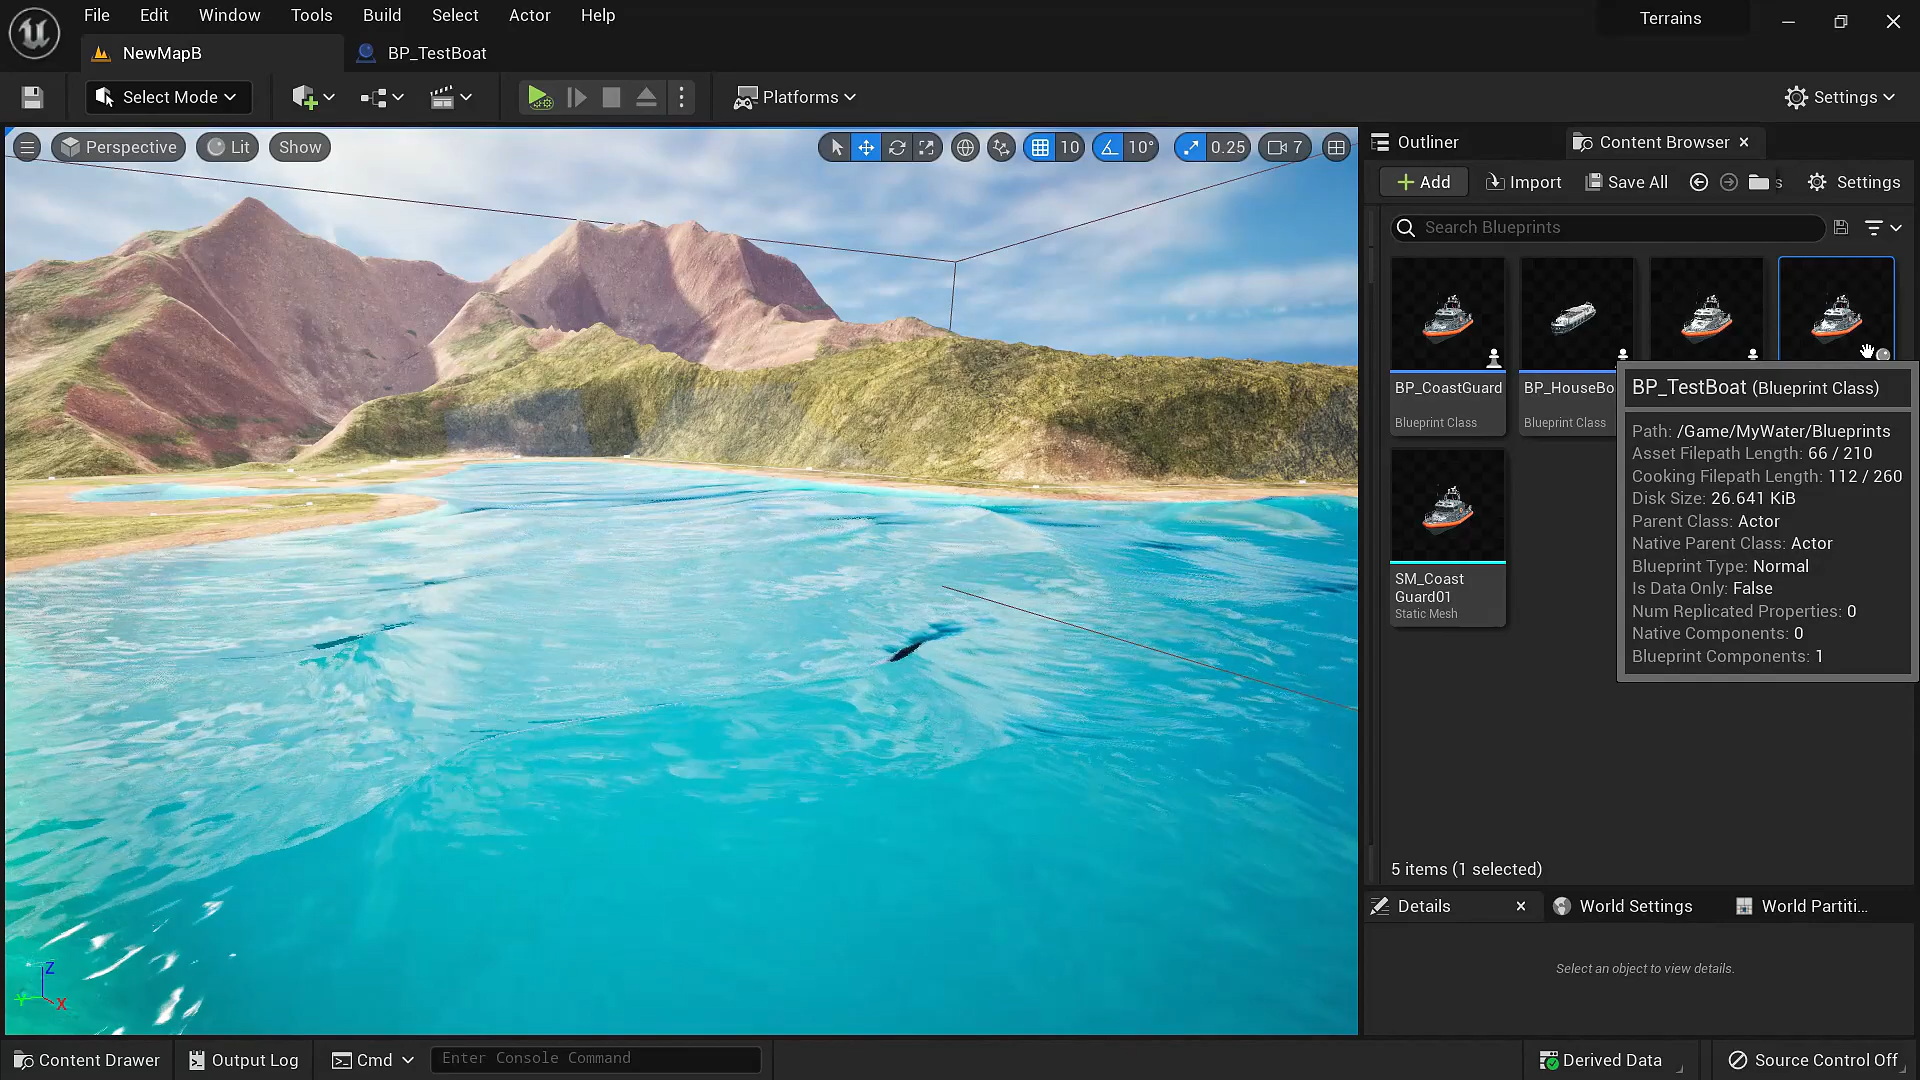 File Edit Window Tools Build Select Actor Help
Terrains
NewMapB
BP_TestBoat
Select Mode
Platforms
Settings
Perspective
Lit
Show
10
10°
0.25
7
Outliner
Content Browser
Add
Import
Save All
s
Settings
Search Blueprints
BP_CoastGuard
Blueprint Class
BP_HouseBo
Blueprint Class
BP_TestBoat (Blueprint Class)
Path: /Game/MyWater/Blueprints
Asset Filepath Length: 66 / 210
Cooking Filepath Length: 112 / 260
Disk Size: 26.641 KiB
Parent Class: Actor
Native Parent Class: Actor
Blueprint Type: Normal
Is Data Only: False
Num Replicated Properties: 0
Native Components: 0
Blueprint Components: 1
SM_Coast
Guard01
Static Mesh
5 items (1 selected)
Details
World Settings
World Partiti...
Select an object to view details.
Z
Y
X
Content Drawer
Output Log
Cmd
Enter Console Command
Derived Data
Source Control Off